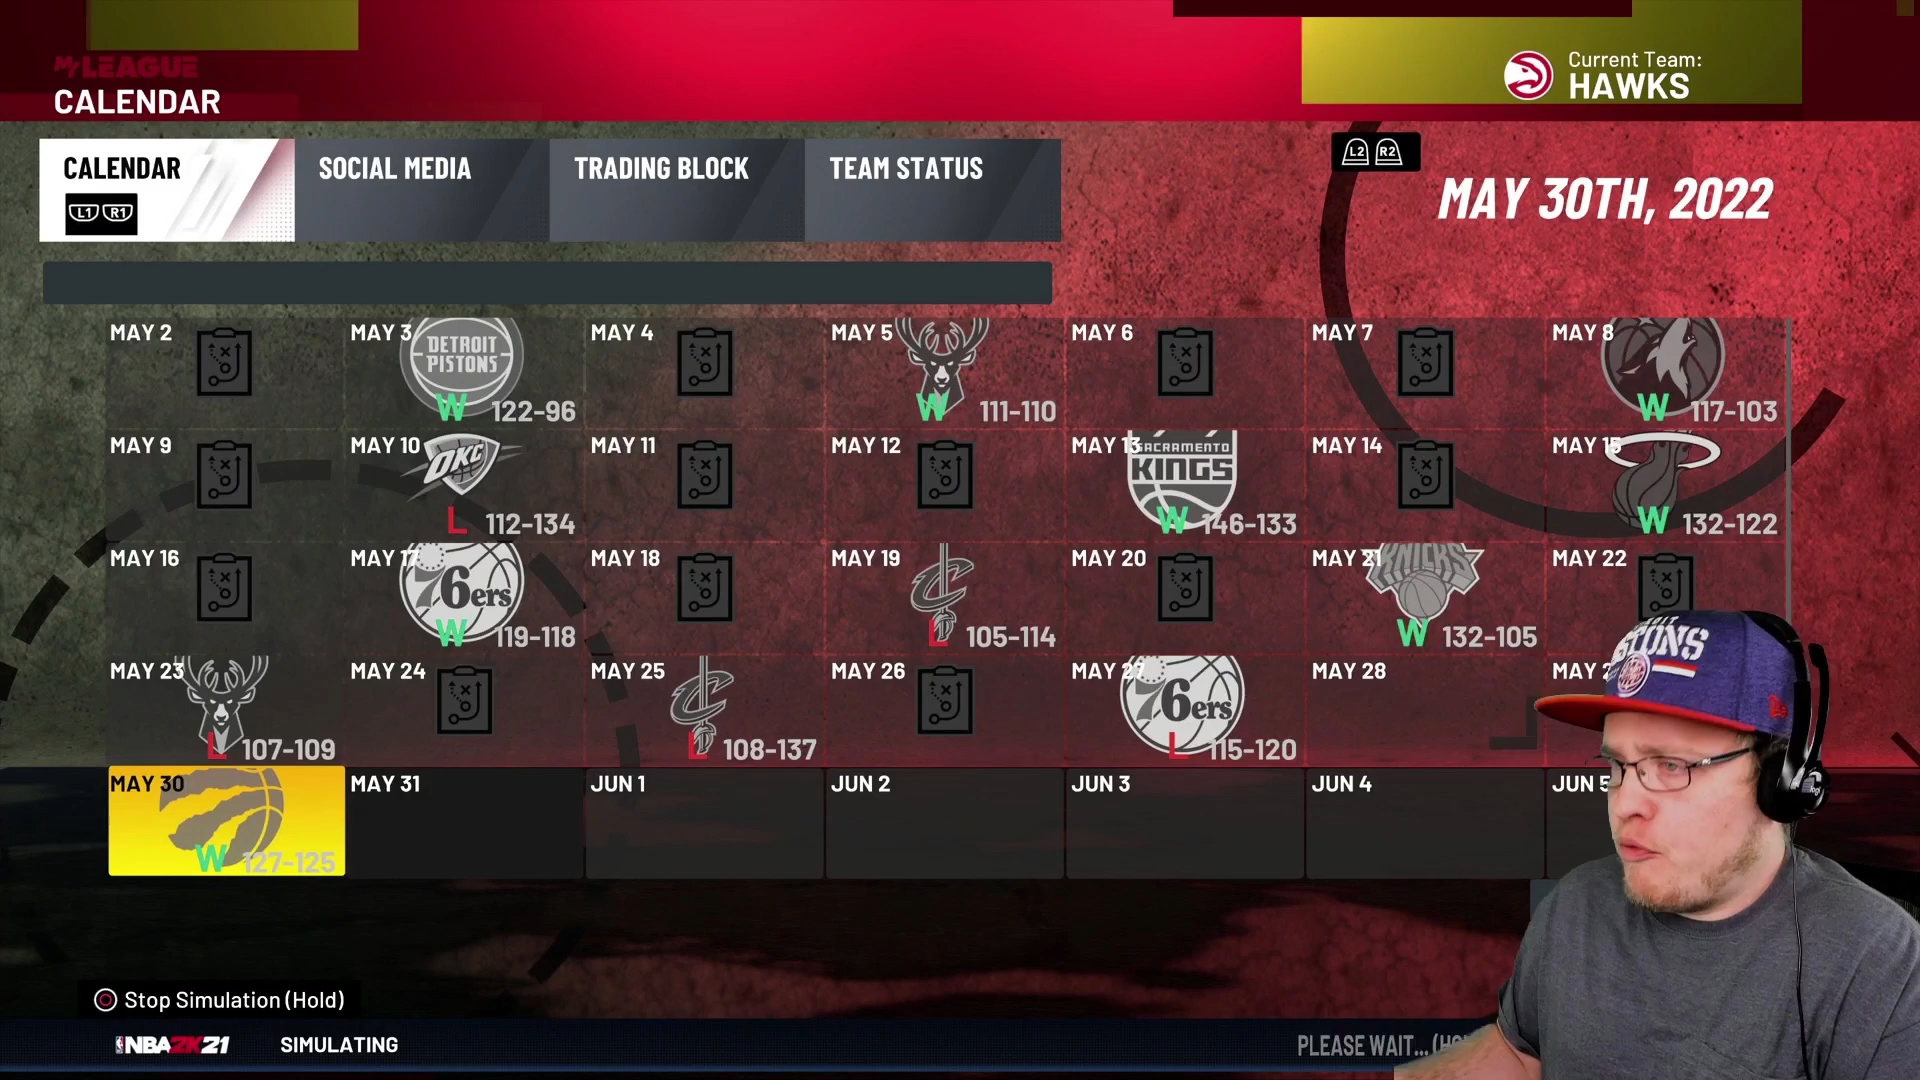 MyLEAGUE
CALENDAR
Current Team:
HAWKS
CALENDAR
L1 R1
SOCIAL MEDIA
TRADING BLOCK
TEAM STATUS
L2 R2
MAY 30TH, 2022
MAY 2
MAY 3
DETROIT
PISTONS
W 122-96
MAY 4
MAY 5
W 111-110
MAY 6
MAY 7
MAY 8
W 117-103
MAY 9
MAY 10
OKC
L 112-134
MAY 11
MAY 12
MAY 13
SACRAMENTO
KINGS
W 146-133
MAY 14
MAY 15
W 132-122
MAY 16
MAY 17
76ers
W 119-118
MAY 18
MAY 19
L 105-114
MAY 20
MAY 21
KNICKS
W 132-105
MAY 22
MAY 23
L 107-109
MAY 24
MAY 25
L 108-137
MAY 26
MAY 27
76ers
L 115-120
MAY 28
MAY
MAY 30
W 127-125
MAY 31
JUN 1
JUN 2
JUN 3
JUN 4
JUN 5
Stop Simulation (Hold)
NBA 2K21
SIMULATING
PLEASE WAIT...